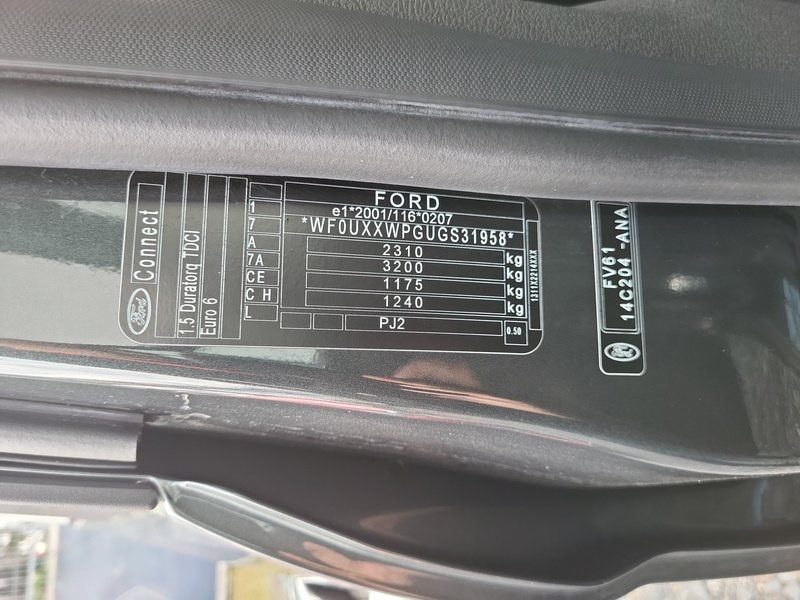 FORD
e1*2001/116*0207
*WF0UXXWPGUGS31958*
2310 kg
3200 kg
1175 kg
1240 kg
PJ2
0.50
1
7
A
7A
CE
C H
L
1.5 Duratorq TDCI
Euro 6
Connect
Ford
FV61
14C204 -ANA
Ford